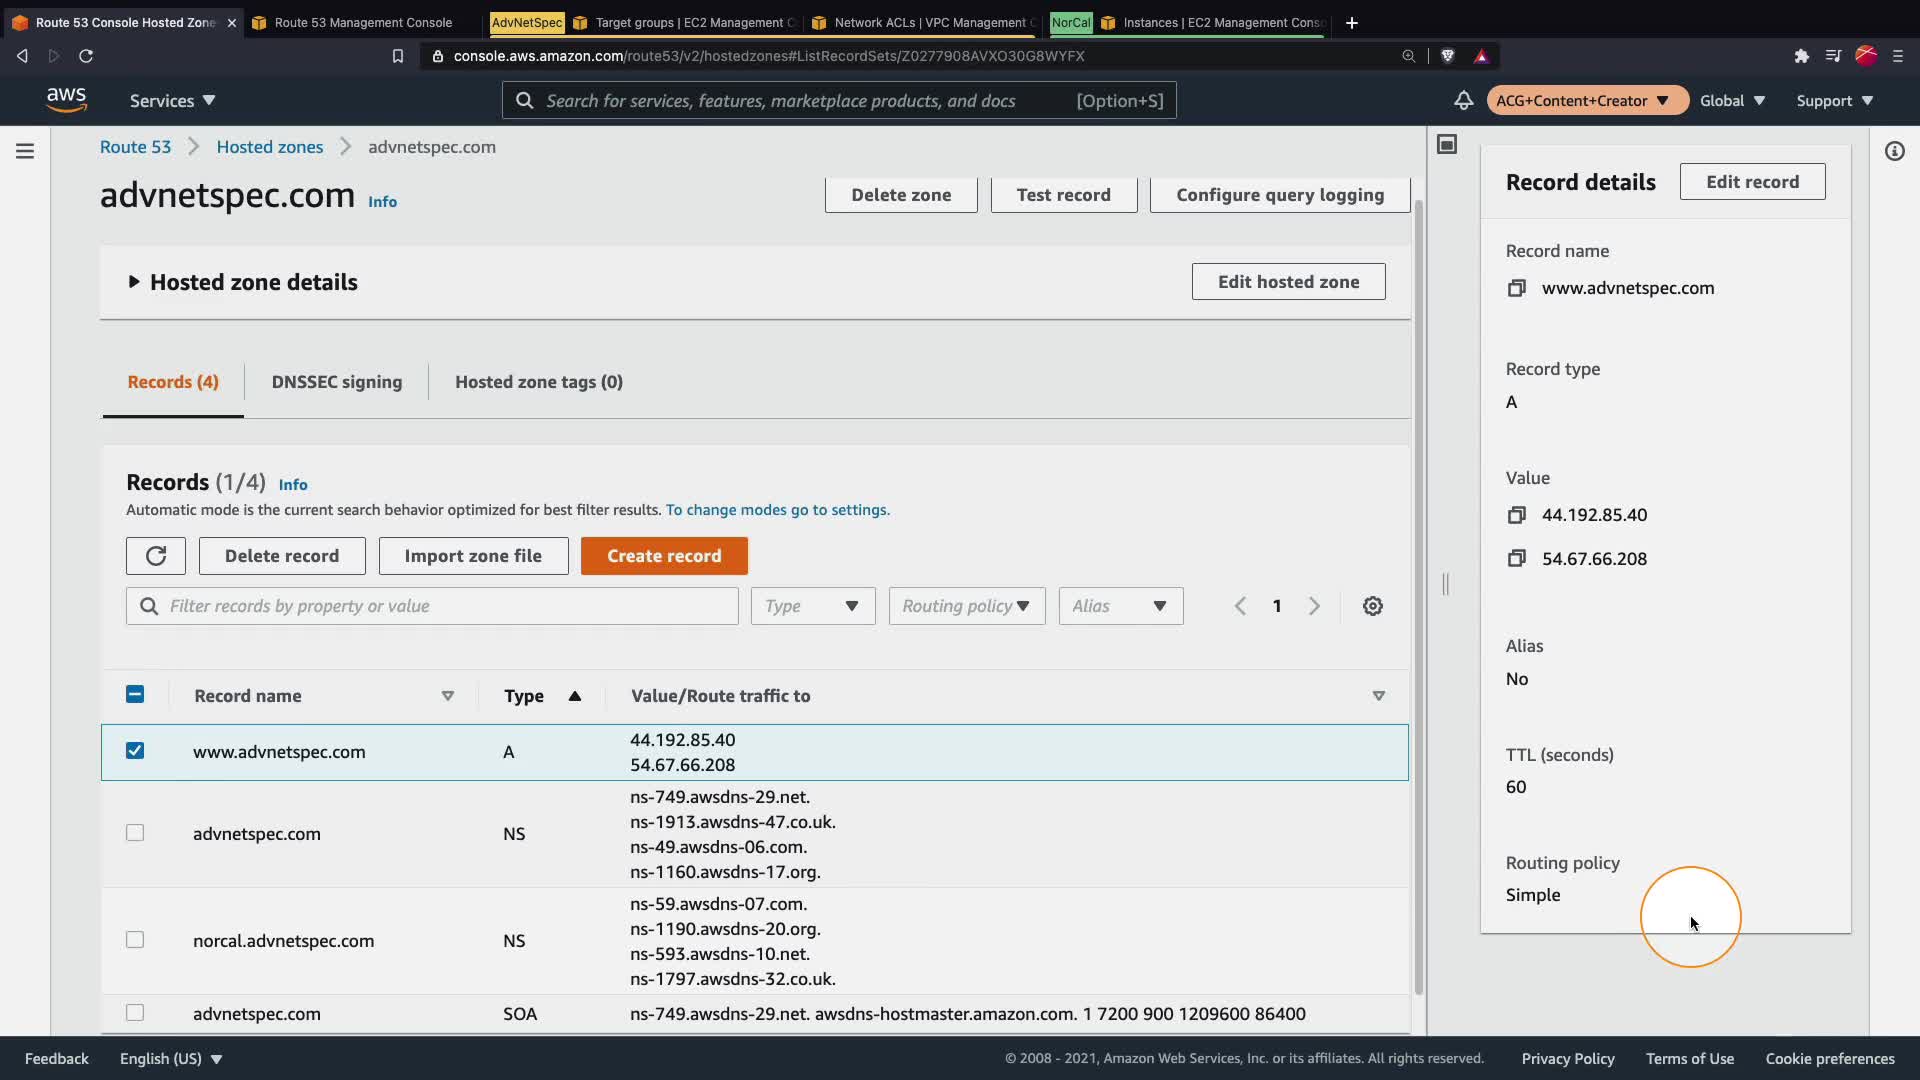 Route 53 Console Hosted Zone
Route 53 Management Console
AdvNetSpec
Target groups | EC2 Management C
Network ACLs | VPC Management C
NorCal
Instances | EC2 Management Cons
console.aws.amazon.com/route53/v2/hostedzones#ListRecordSets/Z0277908AVXO30G8WYFX
aws
Services
Search for services, features, marketplace products, and docs
[Option+S]
ACG+Content+Creator
Global
Support
Route 53
Hosted zones
advnetspec.com
advnetspec.com
Info
Delete zone
Test record
Configure query logging
Hosted zone details
Edit hosted zone
Records (4)
DNSSEC signing
Hosted zone tags (0)
Records (1/4)
Info
Automatic mode is the current search behavior optimized for best filter results. To change modes go to settings.
Delete record
Import zone file
Create record
Filter records by property or value
Type
Routing policy
Alias
1
Record name
Type
Value/Route traffic to
www.advnetspec.com
A
44.192.85.40
54.67.66.208
advnetspec.com
NS
ns-749.awsdns-29.net.
ns-1913.awsdns-47.co.uk.
ns-49.awsdns-06.com.
ns-1160.awsdns-17.org.
norcal.advnetspec.com
NS
ns-59.awsdns-07.com.
ns-1190.awsdns-20.org.
ns-593.awsdns-10.net.
ns-1797.awsdns-32.co.uk.
advnetspec.com
SOA
ns-749.awsdns-29.net. awsdns-hostmaster.amazon.com. 1 7200 900 1209600 86400
Record details
Edit record
Record name
www.advnetspec.com
Record type
A
Value
44.192.85.40
54.67.66.208
Alias
No
TTL (seconds)
60
Routing policy
Simple
Feedback
English (US)
© 2008 - 2021, Amazon Web Services, Inc. or its affiliates. All rights reserved.
Privacy Policy
Terms of Use
Cookie preferences